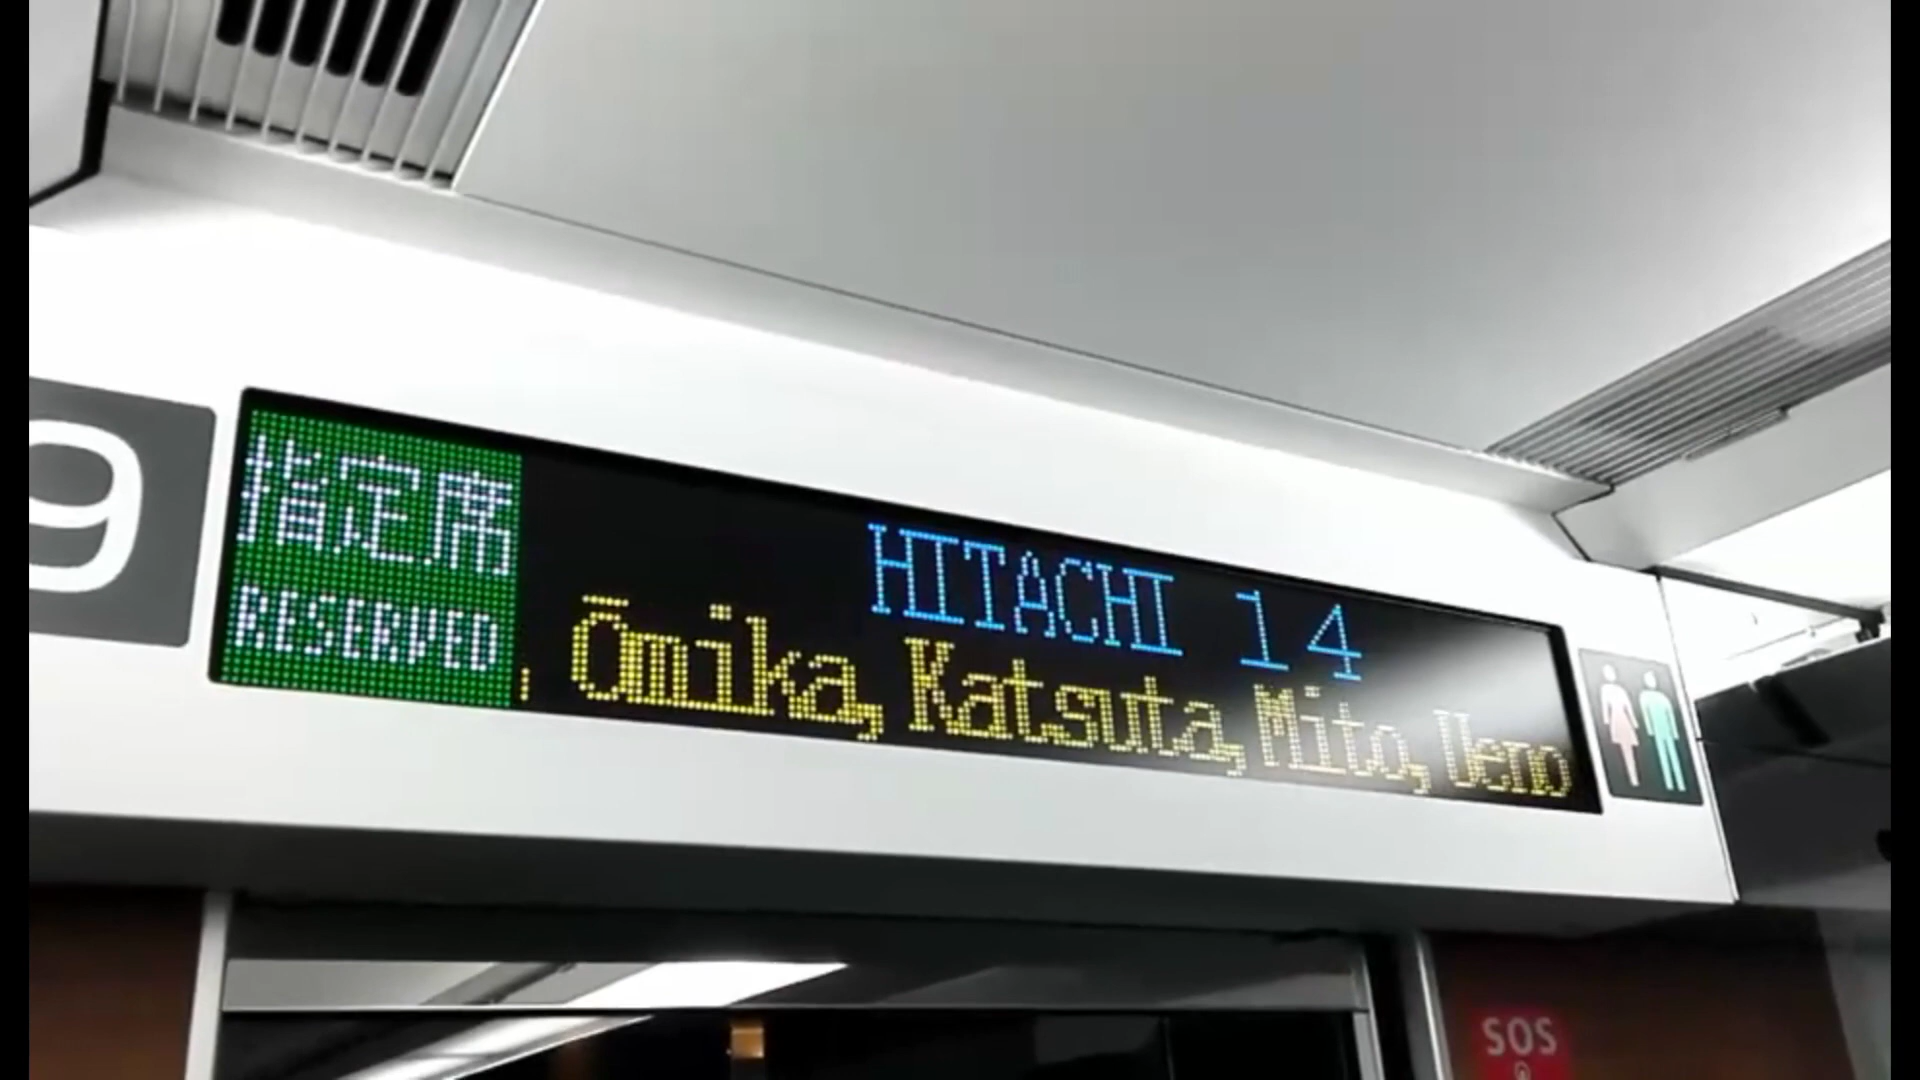 9
指定席
RESERVED
HITACHI 14
, Ōmika, Katsuta, Mito, Ueno
SOS